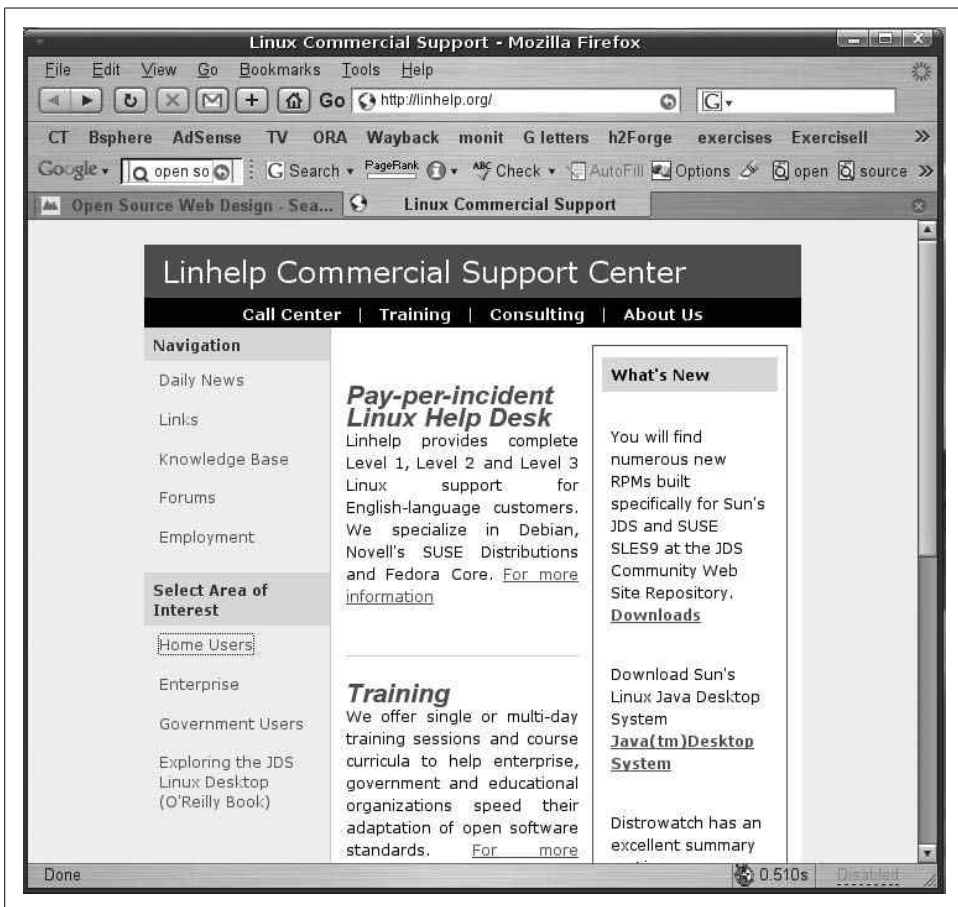 Linux Commercial Support - Mozilla Firefox
File Edit View Go Bookmarks Tools Help
Go http://linhelp.org/ G
CT Bsphere AdSense TV ORA Wayback monit G letters h2Forge exercises Exercisell »
Google open so G Search PageRank ABC Check AutoFill Options open source »
Open Source Web Design - Sea... Linux Commercial Support
Linhelp Commercial Support Center
Call Center | Training | Consulting | About Us
Navigation
Daily News
Links
Knowledge Base
Forums
Employment
Select Area of
Interest
Home Users
Enterprise
Government Users
Exploring the JDS
Linux Desktop
(O'Reilly Book)
Pay-per-incident
Linux Help Desk
Linhelp provides complete
Level 1, Level 2 and Level 3
Linux support for
English-language customers.
We specialize in Debian,
Novell's SUSE Distributions
and Fedora Core. For more
information
Training
We offer single or multi-day
training sessions and course
curricula to help enterprise,
government and educational
organizations speed their
adaptation of open software
standards. For more
What's New
You will find
numerous new
RPMs built
specifically for Sun's
JDS and SUSE
SLES9 at the JDS
Community Web
Site Repository.
Downloads
Download Sun's
Linux Java Desktop
System
Java(tm)Desktop
System
Distrowatch has an
excellent summary
Done 0.510s Disabled